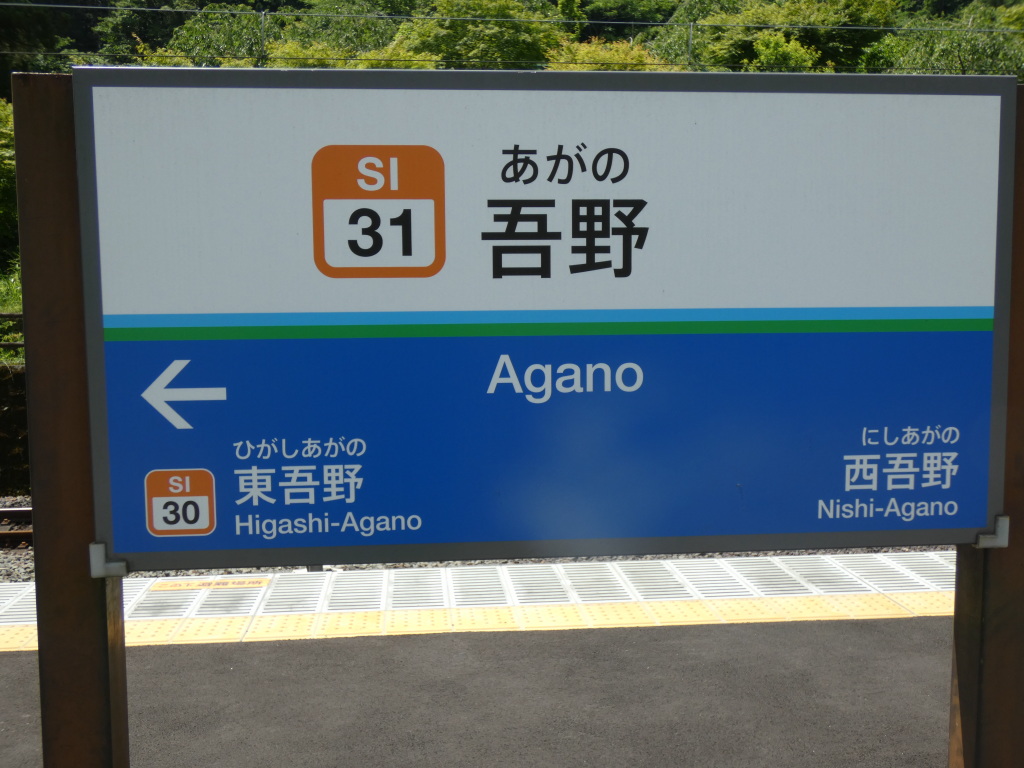 SI
31
あがの
吾野
Agano
←
SI
30
ひがしあがの
東吾野
Higashi-Agano
にしあがの
西吾野
Nishi-Agano